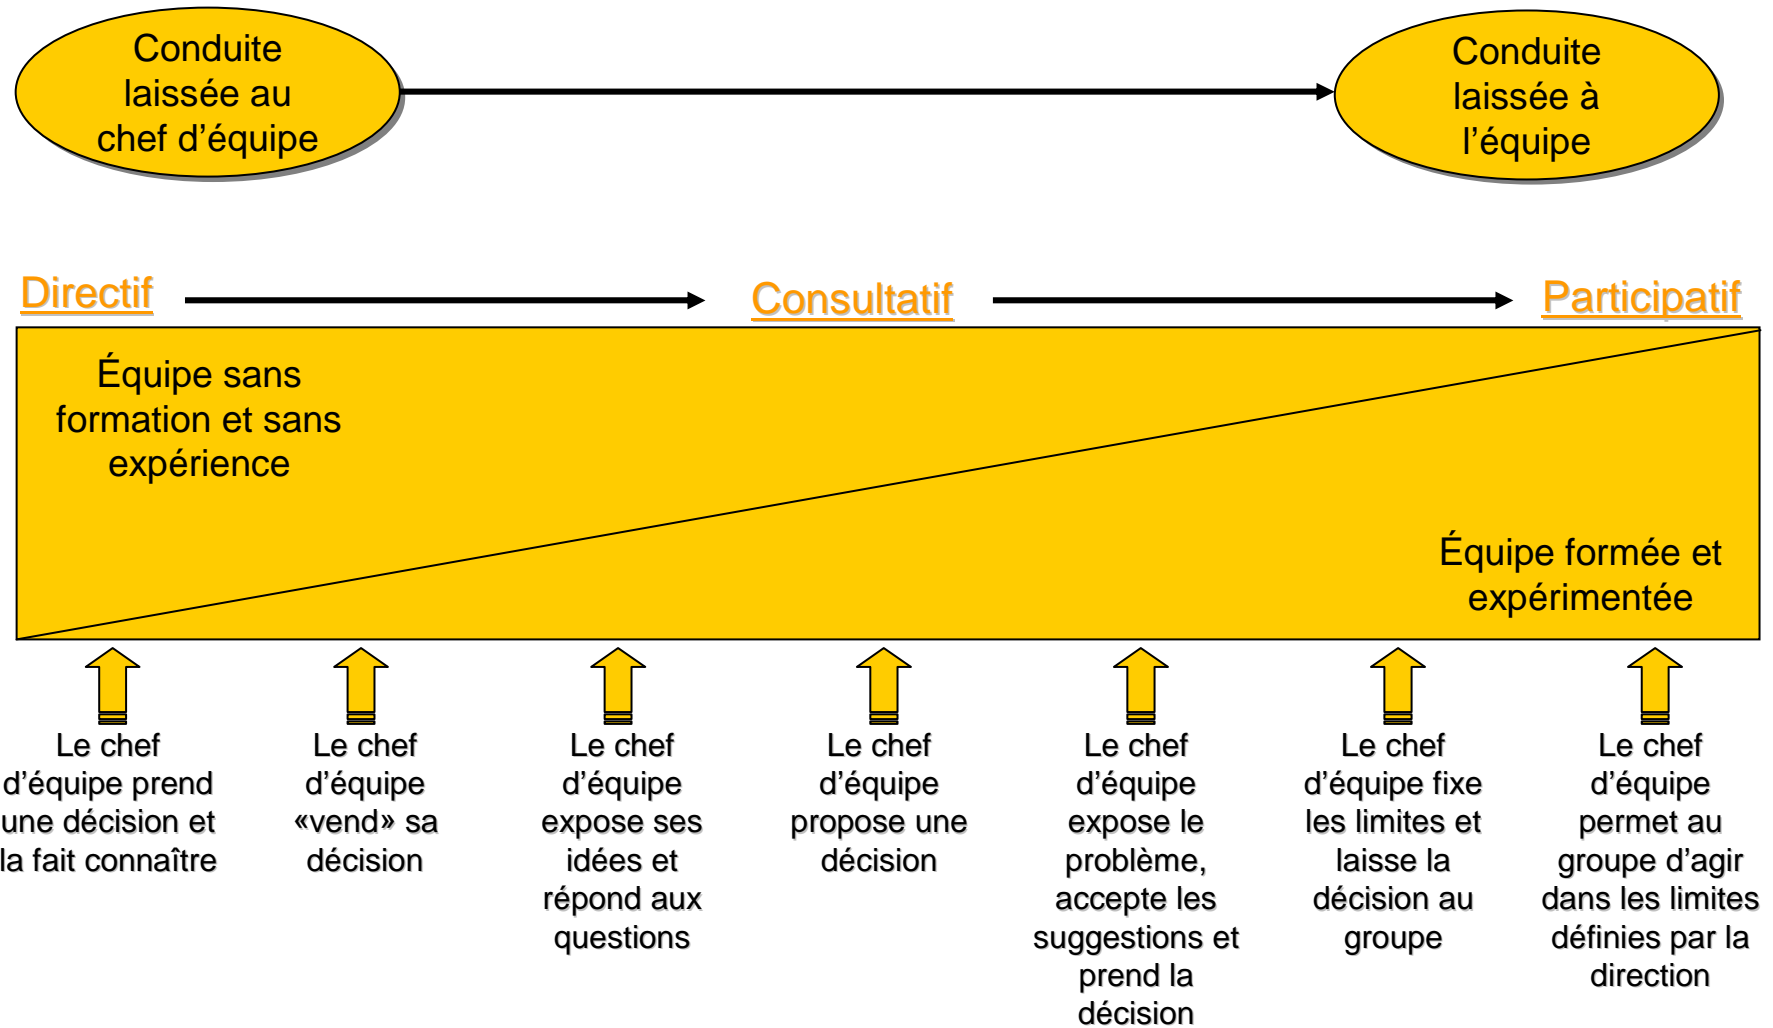 Conduite
laissée au
chef d’équipe
Conduite
laissée à
l’équipe
Directif
Consultatif
Participatif
Équipe sans
formation et sans
expérience
Équipe formée et
expérimentée
Le chef
d’équipe prend
une décision et
la fait connaître
Le chef
d’équipe
«vend» sa
décision
Le chef
d’équipe
expose ses
idées et
répond aux
questions
Le chef
d’équipe
propose une
décision
Le chef
d’équipe
expose le
problème,
accepte les
suggestions et
prend la
décision
Le chef
d’équipe fixe
les limites et
laisse la
décision au
groupe
Le chef
d’équipe
permet au
groupe d’agir
dans les limites
définies par la
direction